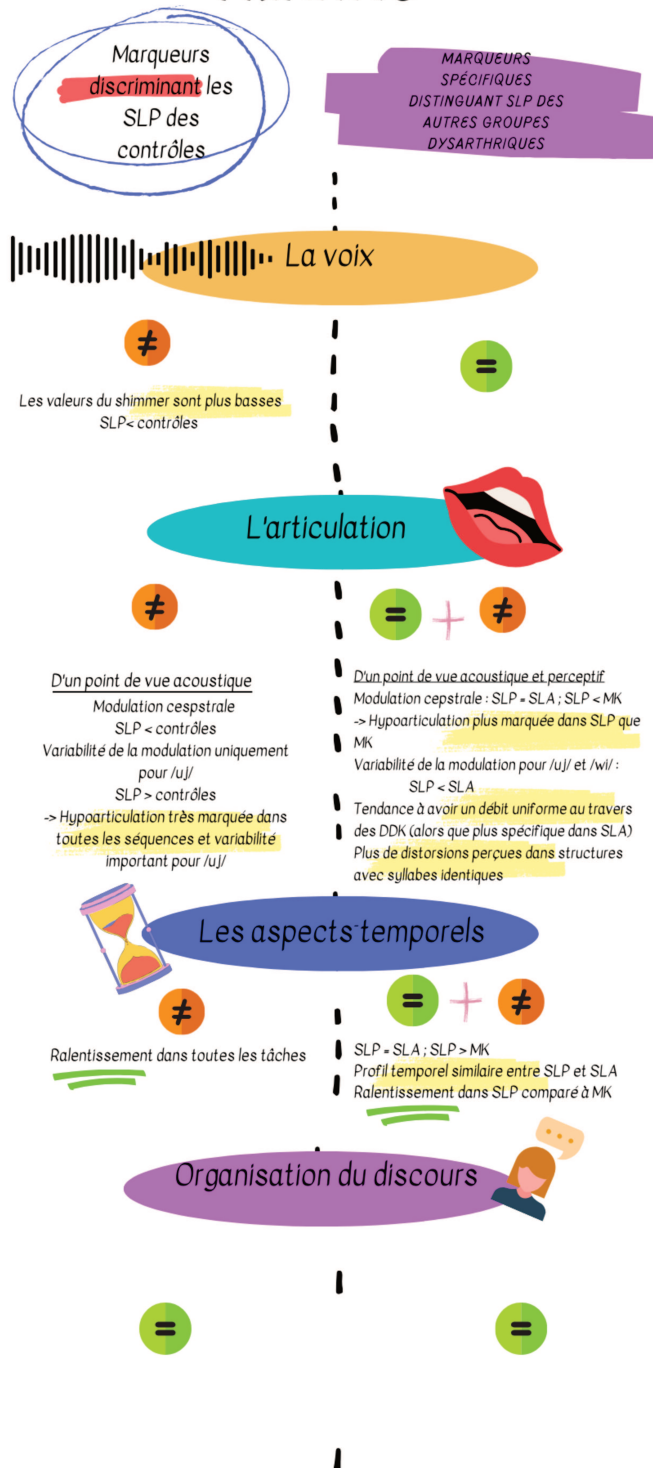 Marqueurs
discriminant les
SLP des
contrôles
MARQUEURS
SPÉCIFIQUES
DISTINGUANT SLP DES
AUTRES GROUPES
DYSARTHRIQUES
La voix
≠
=
Les valeurs du shimmer sont plus basses
SLP< contrôles
L'articulation
≠
= + ≠
D'un point de vue acoustique
Modulation cespstrale
SLP < contrôles
Variabilité de la modulation uniquement
pour /uj/
SLP > contrôles
-> Hypoarticulation très marquée dans
toutes les séquences et variabilité
important pour /uj/
D'un point de vue acoustique et perceptif
Modulation cepstrale : SLP = SLA ; SLP < MK
-> Hypoarticulation plus marquée dans SLP que
MK
Variabilité de la modulation pour /uj/ et /wi/ :
SLP < SLA
Tendance à avoir un débit uniforme au travers
des DDK (alors que plus spécifique dans SLA)
Plus de distorsions perçues dans structures
avec syllabes identiques
Les aspects temporels
≠
= + ≠
Ralentissement dans toutes les tâches
SLP = SLA ; SLP > MK
Profil temporel similaire entre SLP et SLA
Ralentissement dans SLP comparé à MK
Organisation du discours
=
=